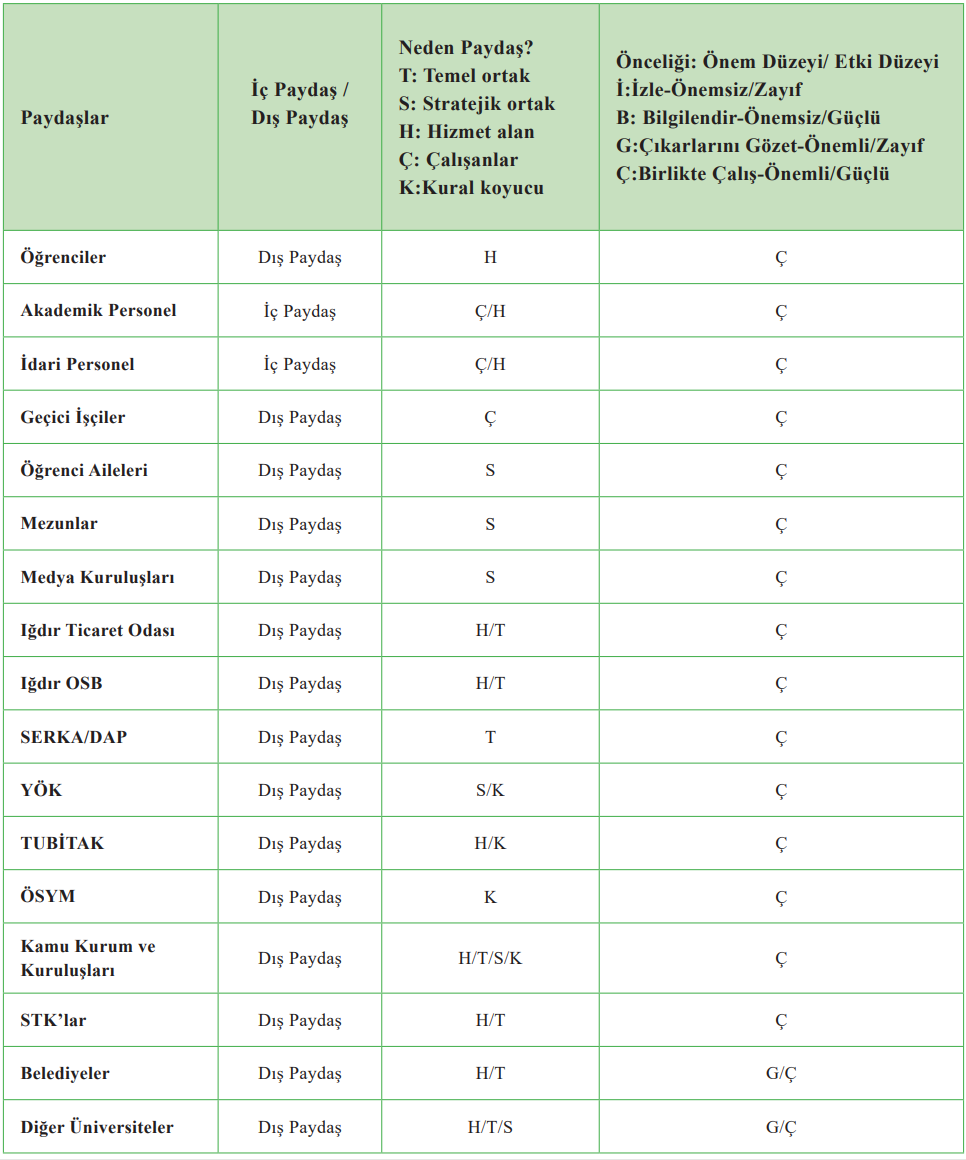 Paydaşlar
İç Paydaş /
Dış Paydaş
Neden Paydaş?
T: Temel ortak
S: Stratejik ortak
H: Hizmet alan
Ç: Çalışanlar
K:Kural koyucu
Önceliği: Önem Düzeyi/ Etki Düzeyi
İ:İzle-Önemsiz/Zayıf
B: Bilgilendir-Önemsiz/Güçlü
G:Çıkarlarını Gözet-Önemli/Zayıf
Ç:Birlikte Çalış-Önemli/Güçlü
Öğrenciler Dış Paydaş H Ç
Akademik Personel İç Paydaş Ç/H Ç
İdari Personel İç Paydaş Ç/H Ç
Geçici İşçiler Dış Paydaş Ç Ç
Öğrenci Aileleri Dış Paydaş S Ç
Mezunlar Dış Paydaş S Ç
Medya Kuruluşları Dış Paydaş S Ç
Iğdır Ticaret Odası Dış Paydaş H/T Ç
Iğdır OSB Dış Paydaş H/T Ç
SERKA/DAP Dış Paydaş T Ç
YÖK Dış Paydaş S/K Ç
TUBİTAK Dış Paydaş H/K Ç
ÖSYM Dış Paydaş K Ç
Kamu Kurum ve
Kuruluşları Dış Paydaş H/T/S/K Ç
STK’lar Dış Paydaş H/T Ç
Belediyeler Dış Paydaş H/T G/Ç
Diğer Üniversiteler Dış Paydaş H/T/S G/Ç